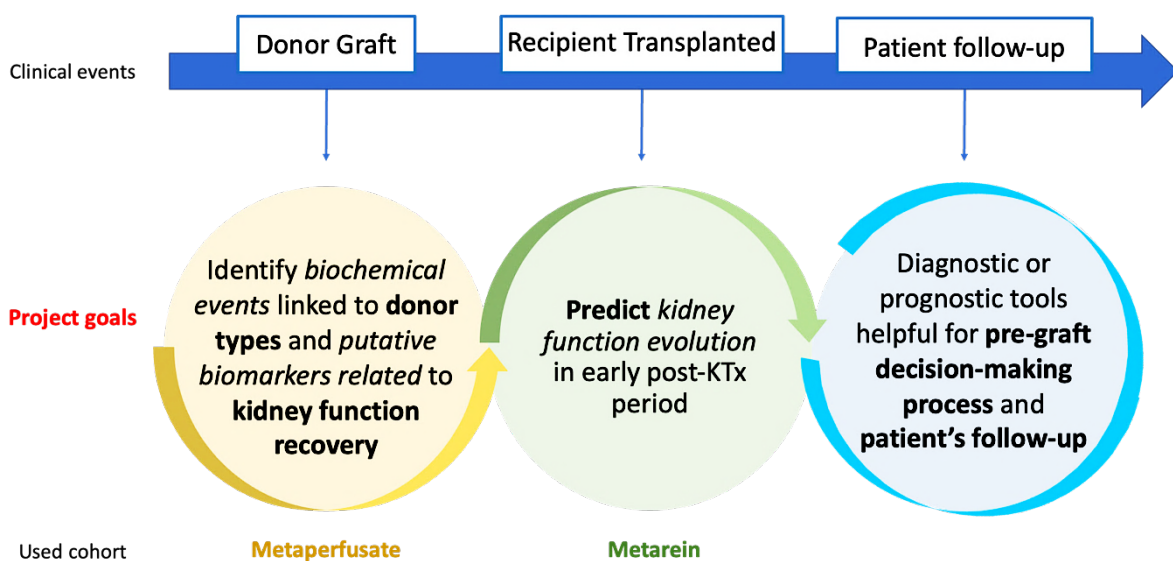 Donor Graft
Recipient Transplanted
Patient follow-up
Clinical events
Project goals
Identify biochemical
events linked to donor
types and putative
biomarkers related to
kidney function
recovery
Predict kidney
function evolution
in early post-KTx
period
Diagnostic or
prognostic tools
helpful for pre-graft
decision-making
process and
patient’s follow-up
Used cohort
Metaperfusate
Metarein